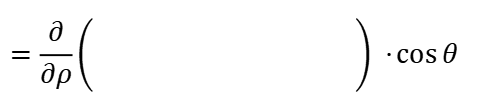 = ∂/∂ρ ( ) · cos θ